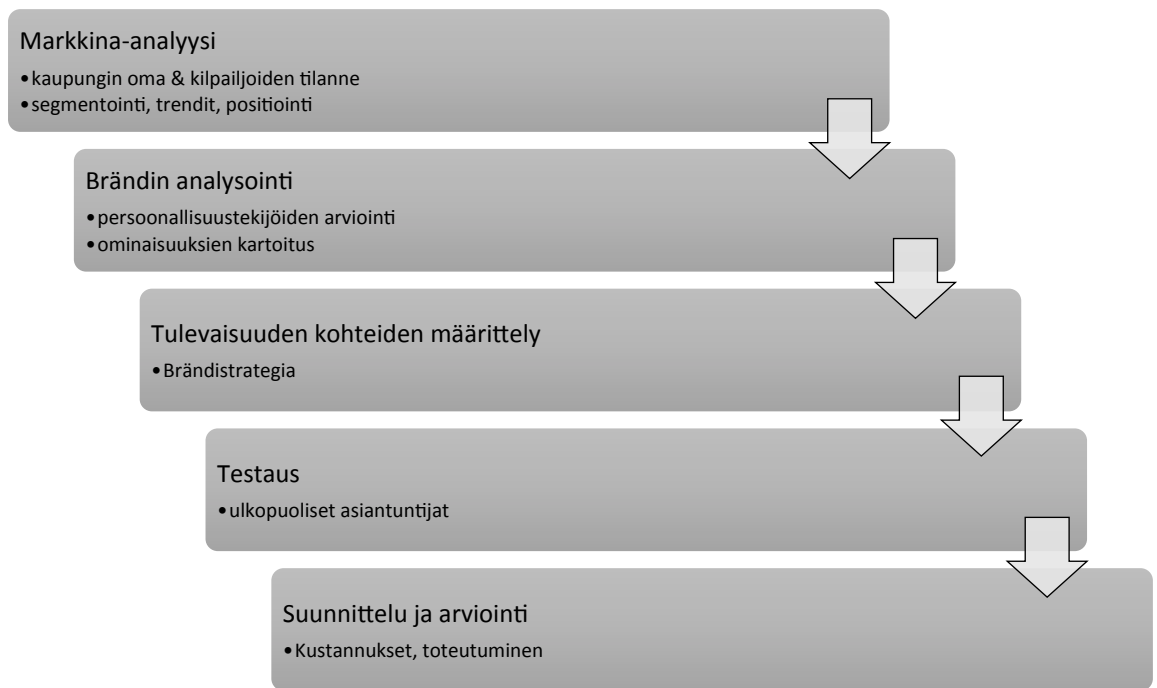 Markkina-analyysi
•kaupungin oma & kilpailjoiden tilanne
•segmentointi, trendit, positiointi
Brändin analysointi
•persoonallisuustekijöiden arviointi
•ominaisuuksien kartoitus
Tulevaisuuden kohteiden määrittely
•Brändistrategia
Testaus
•ulkopuoliset asiantuntijat
Suunnittelu ja arviointi
•Kustannukset, toteutuminen